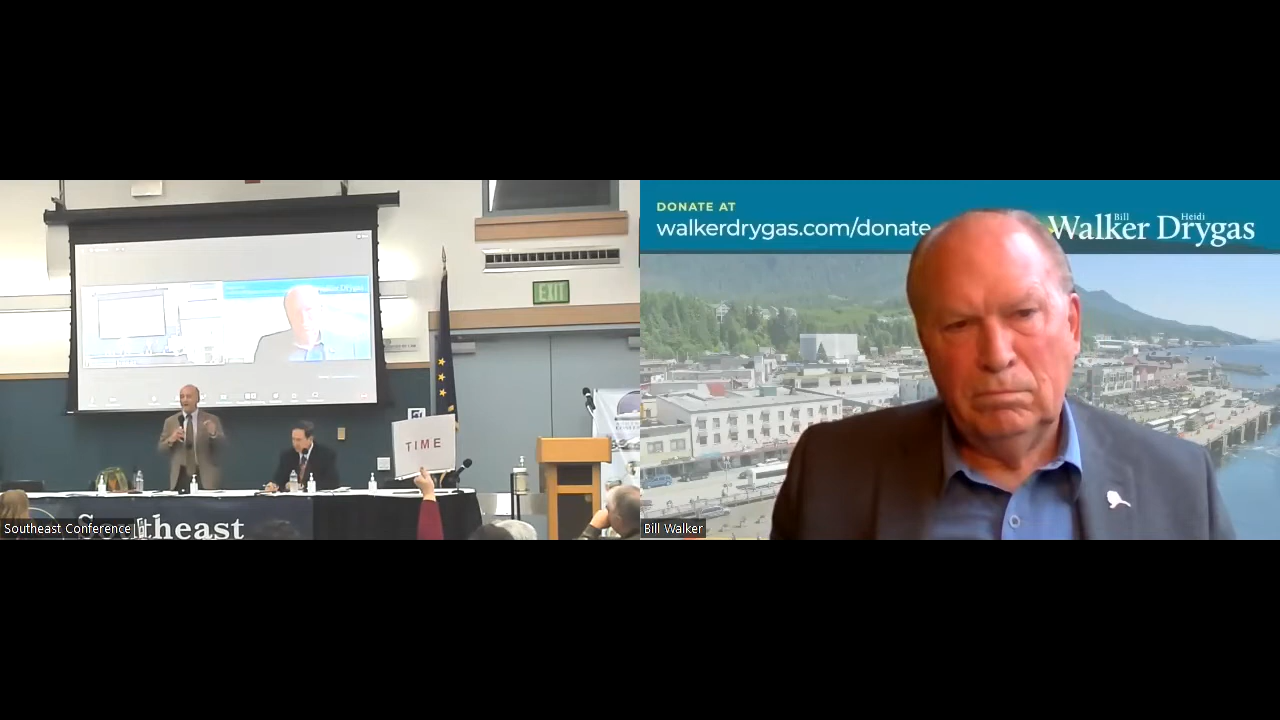 EXIT
TIME
Southeast
Southeast Conference
DONATE AT
walkerdrygas.com/donate
Bill Heidi
Walker Drygas
Bill Walker